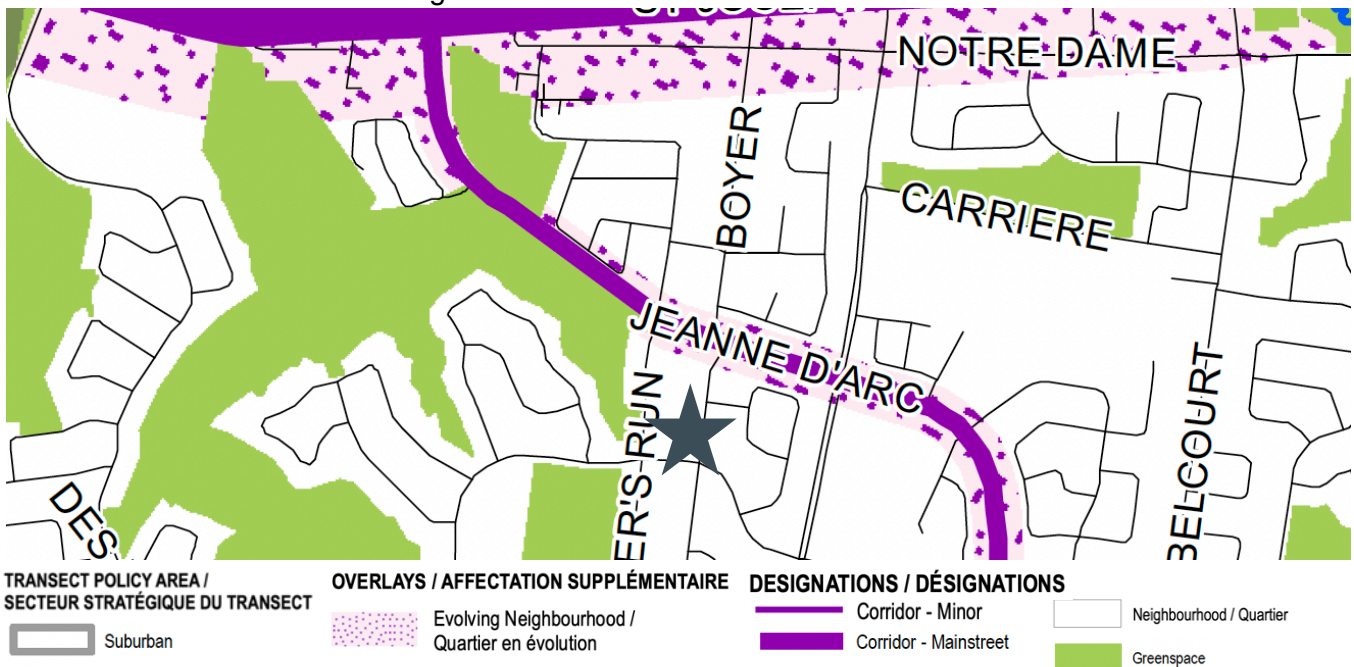 NOTRE DAME
BOYER
CARRIERE
JEANNE D'ARC
ER'S RUN
BELCOURT
DES
TRANSECT POLICY AREA /
SECTEUR STRATÉGIQUE DU TRANSECT
Suburban
OVERLAYS / AFFECTATION SUPPLÉMENTAIRE
Evolving Neighbourhood /
Quartier en évolution
DESIGNATIONS / DÉSIGNATIONS
Corridor - Minor
Corridor - Mainstreet
Neighbourhood / Quartier
Greenspace